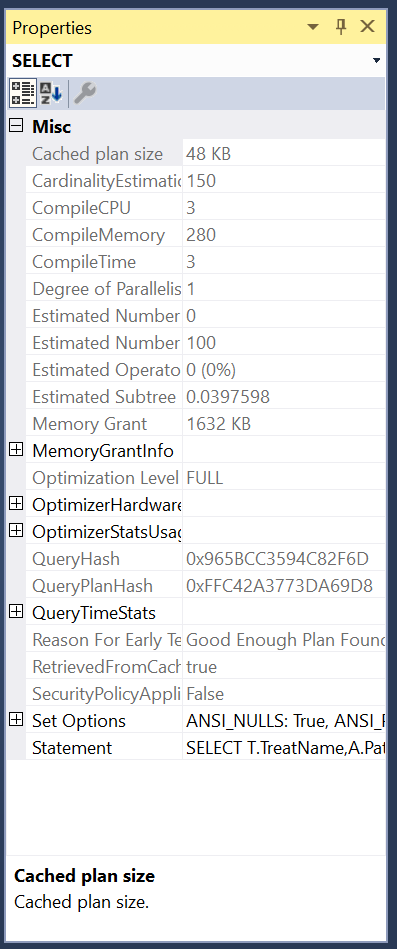 Properties
SELECT
Misc
Cached plan size 48 KB
CardinalityEstimatic 150
CompileCPU 3
CompileMemory 280
CompileTime 3
Degree of Parallelis 1
Estimated Number 0
Estimated Number 100
Estimated Operato 0 (0%)
Estimated Subtree 0.0397598
Memory Grant 1632 KB
MemoryGrantInfo
Optimization Level FULL
OptimizerHardware
OptimizerStatsUsag
QueryHash 0x965BCC3594C82F6D
QueryPlanHash 0xFFC42A3773DA69D8
QueryTimeStats
Reason For Early Te Good Enough Plan Found
RetrievedFromCach true
SecurityPolicyAppli False
Set Options ANSI_NULLS: True, ANSI_P
Statement SELECT T.TreatName,A.Pat
Cached plan size
Cached plan size.